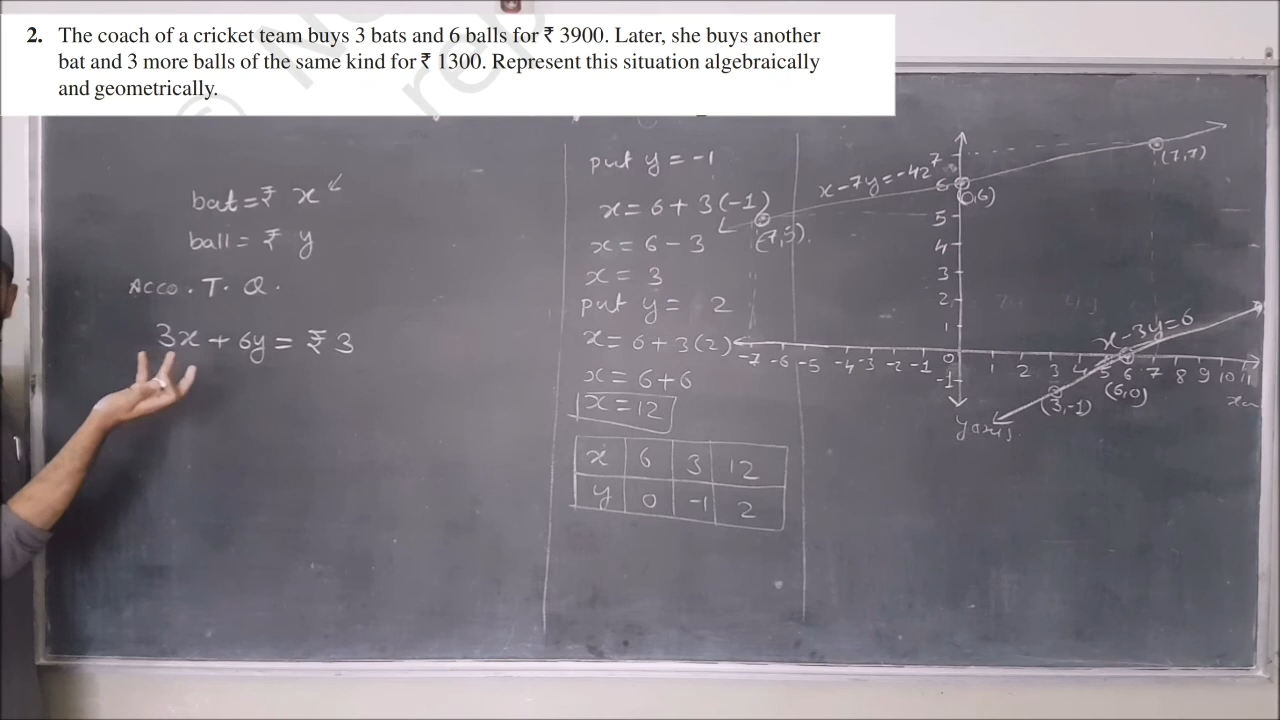 2. The coach of a cricket team buys 3 bats and 6 balls for ₹ 3900. Later, she buys another
bat and 3 more balls of the same kind for ₹ 1300. Represent this situation algebraically
and geometrically.
bat = ₹ x
ball = ₹ y
ACCO. T. Q.
3x + 6y = ₹ 3
put y = -1
x = 6 + 3(-1)
x = 6 - 3
x = 3
put y = 2
x = 6 + 3(2)
x = 6 + 6
x = 12
x 6 3 12
y 0 -1 2
x - 7y = -42
7
(7,7)
6
(0,6)
5
(7,5)
4
3
2
1
x - 3y = 6
-7 -6 -5 -4 -3 -2 -1 0 1 2 3 4 5 6 7 8 9 10 11
-1
(3,-1)
(6,0)
y axis